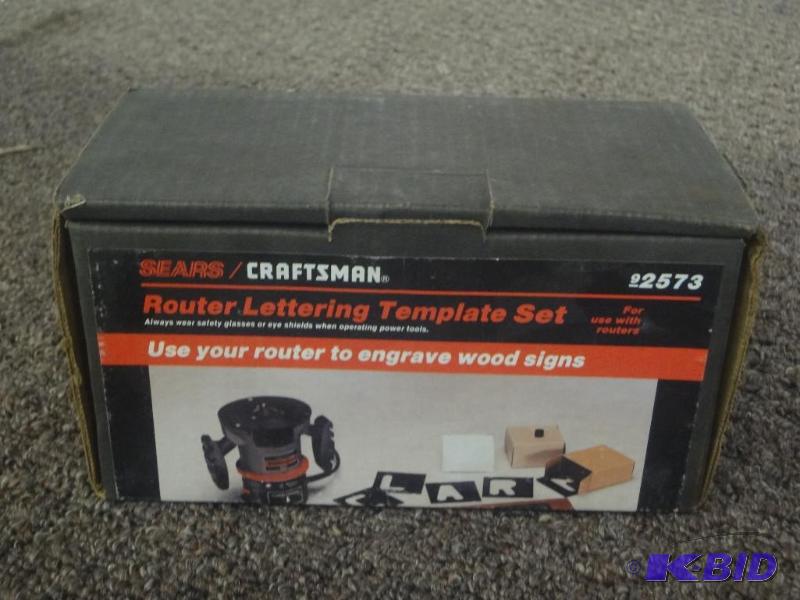 SEARS / CRAFTSMAN®
92573
Router Lettering Template Set
For
use with
routers
Always wear safety glasses or eye shields when operating power tools.
Use your router to engrave wood signs
L A R
K-BID